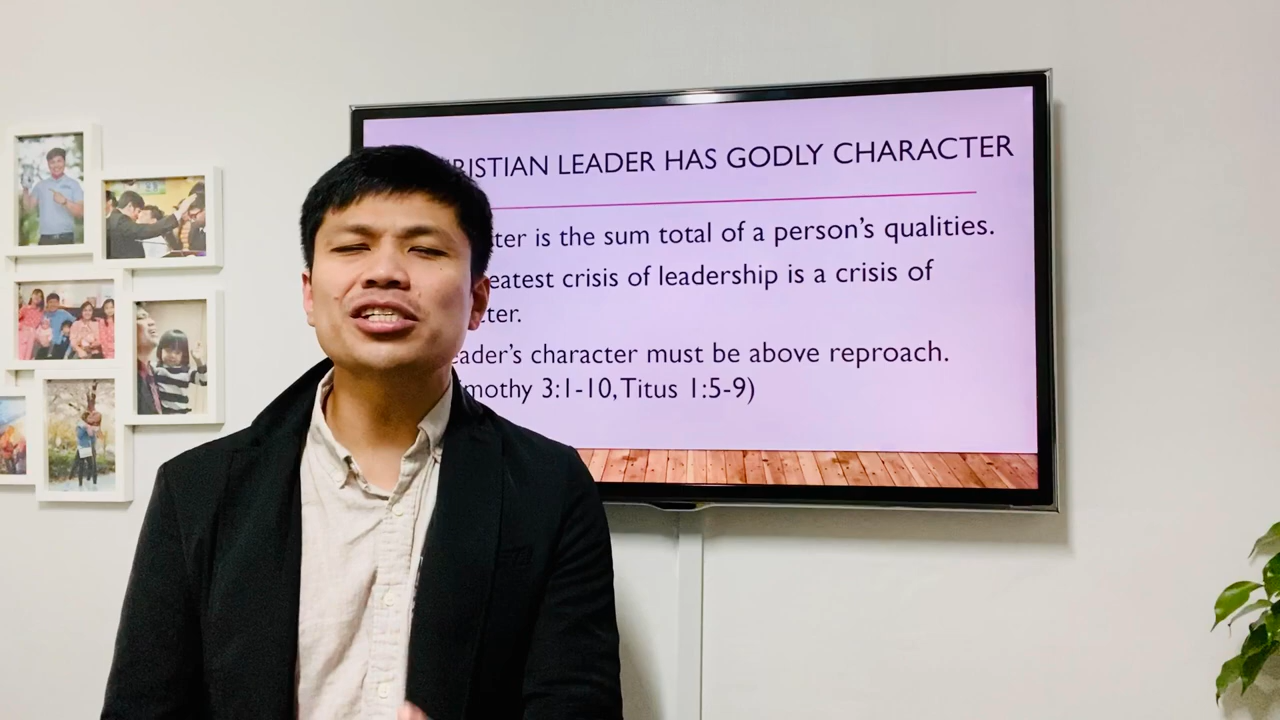 RISTIAN LEADER HAS GODLY CHARACTER
ter is the sum total of a person's qualities.
eatest crisis of leadership is a crisis of
cter.
eader's character must be above reproach.
mothy 3:1-10, Titus 1:5-9)